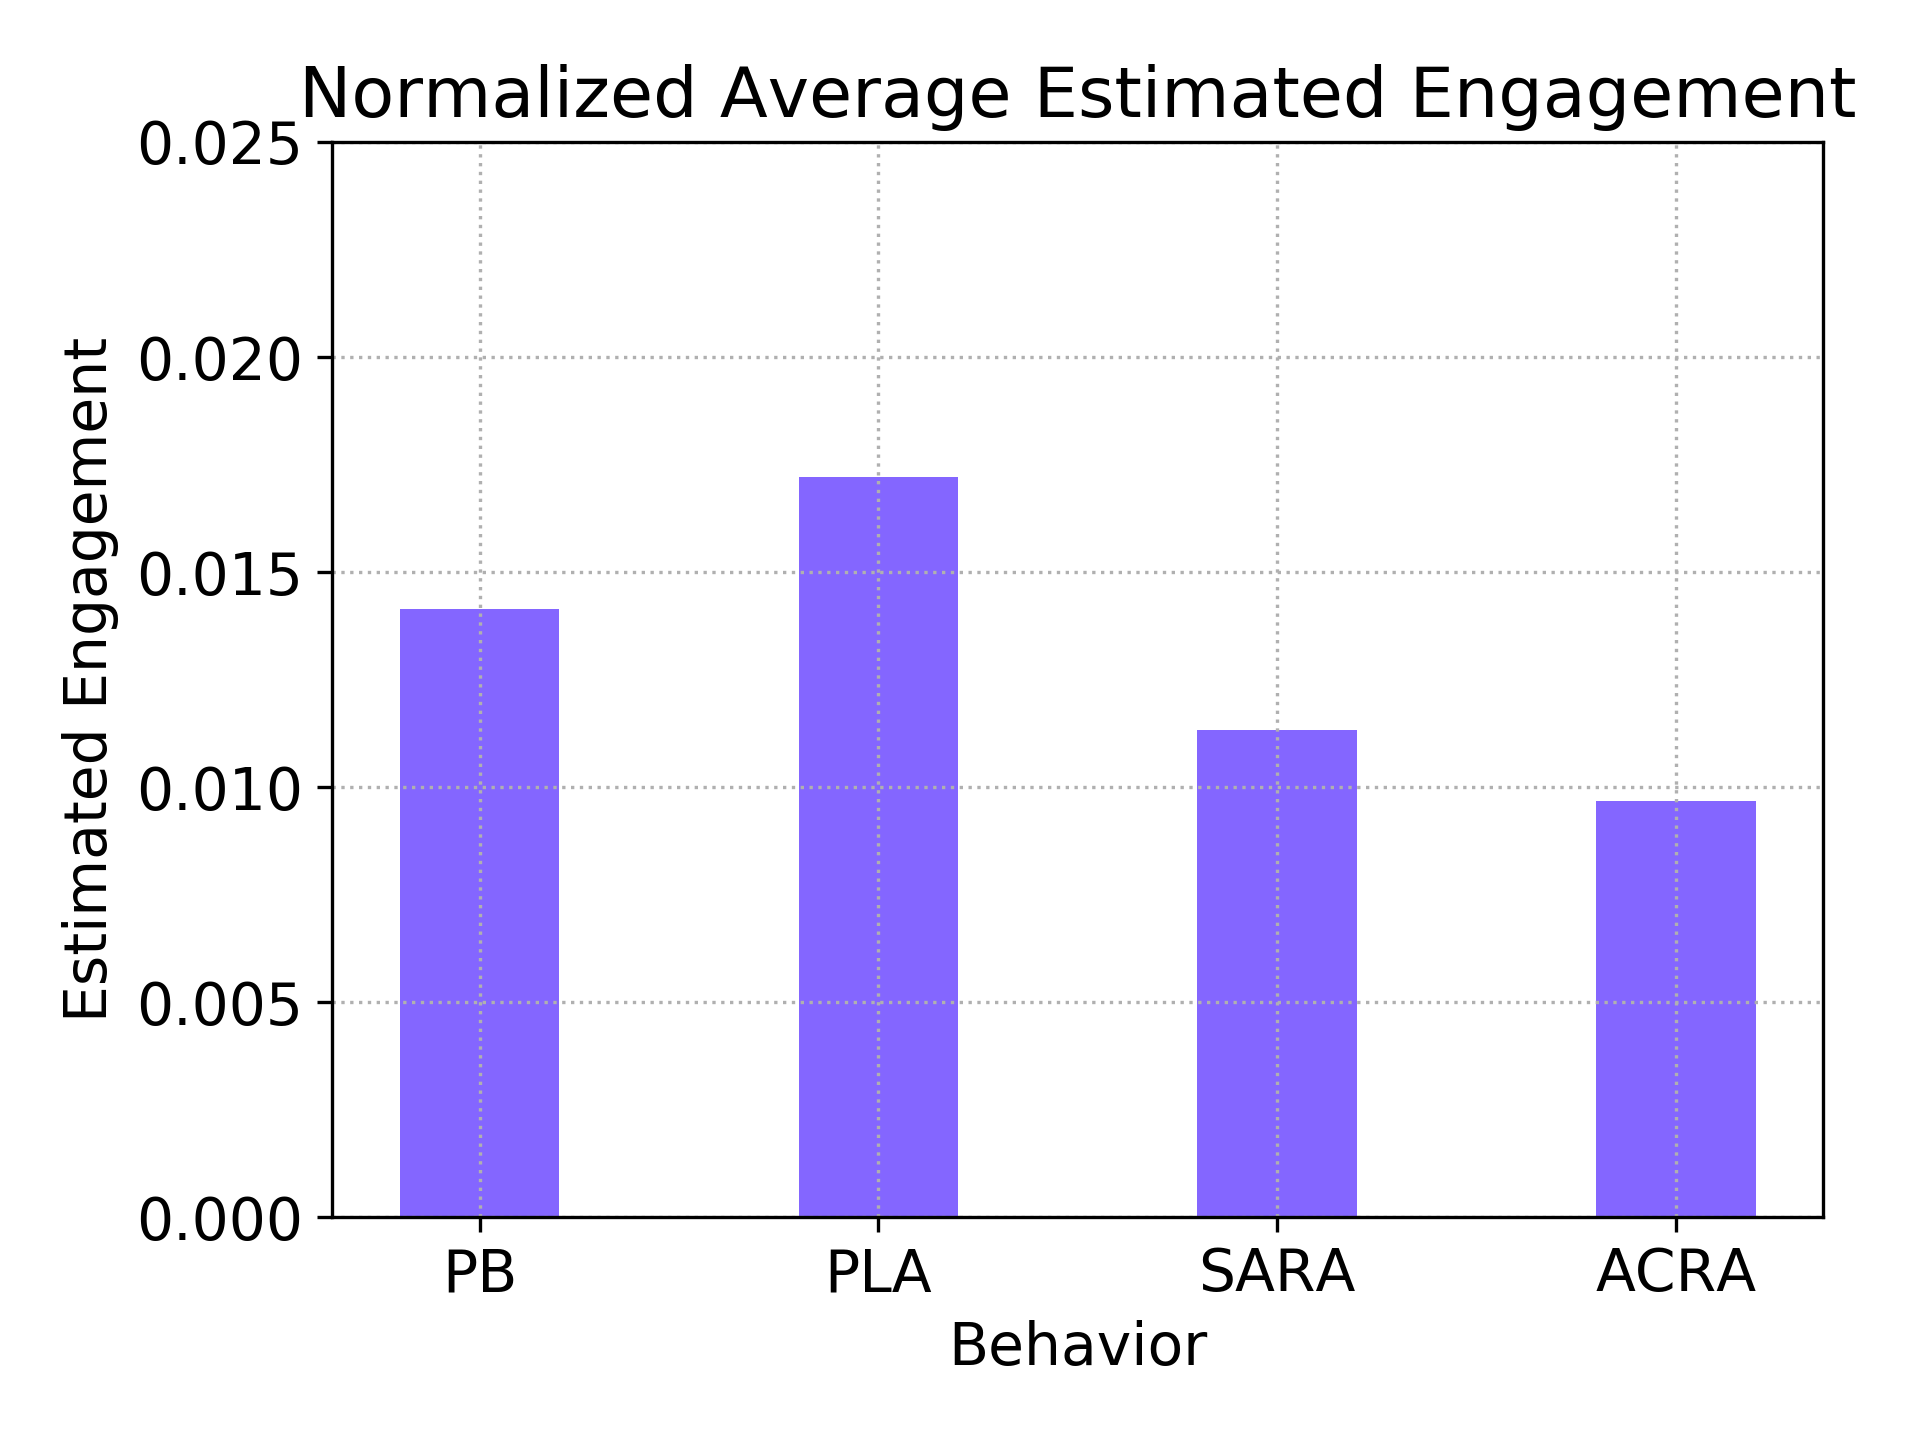 Normalized Average Estimated Engagement
0.025
0.020
0.015
0.010
0.005
0.000
Estimated Engagement
PB PLA SARA ACRA
Behavior